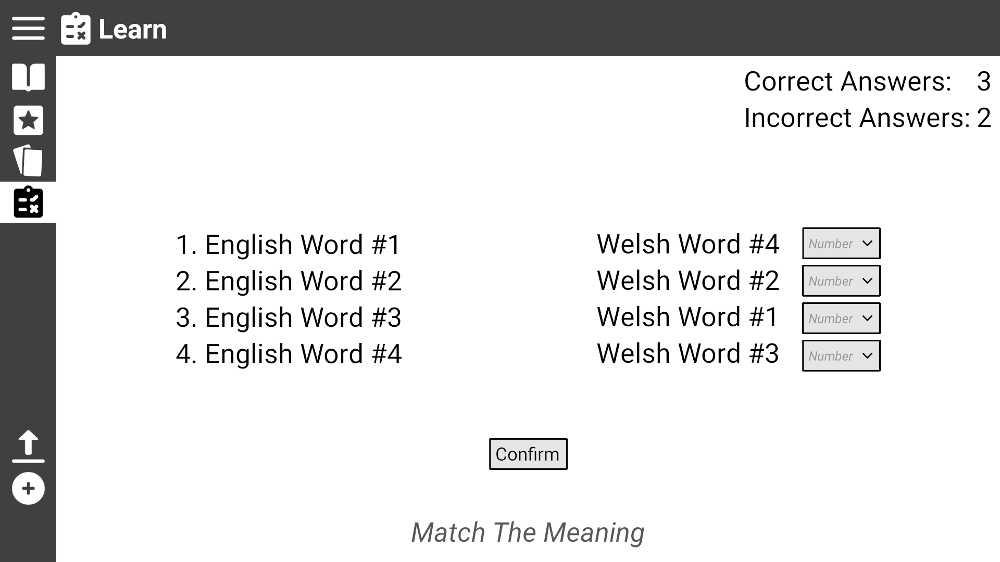 Learn
Correct Answers: 3
Incorrect Answers: 2
1. English Word #1
2. English Word #2
3. English Word #3
4. English Word #4
Welsh Word #4 Number
Welsh Word #2 Number
Welsh Word #1 Number
Welsh Word #3 Number
Confirm
Match The Meaning